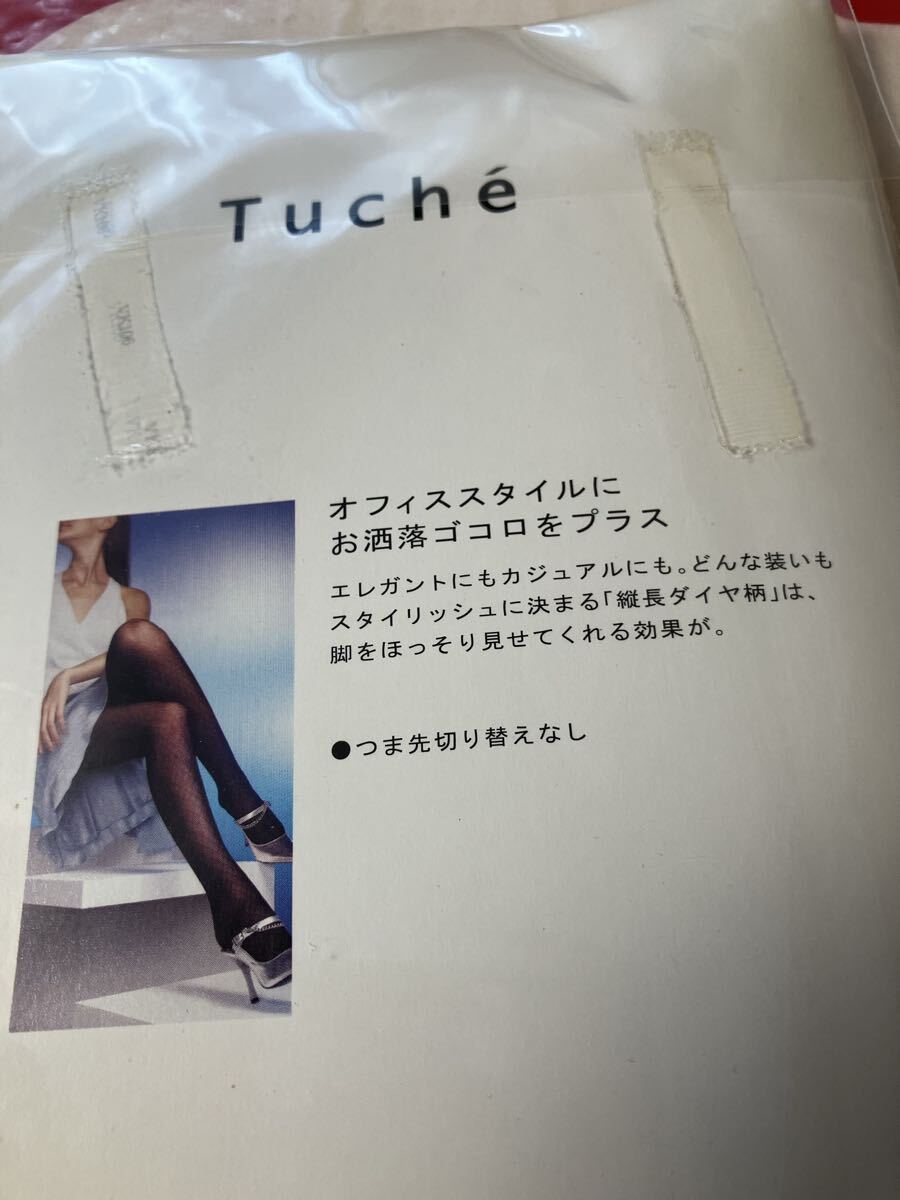 Tuché
オフィススタイルに
お洒落ゴコロをプラス
エレガントにもカジュアルにも。どんな装いも
スタイリッシュに決まる「縦長ダイヤ柄」は、
脚をほっそり見せてくれる効果が。
●つま先切り替えなし